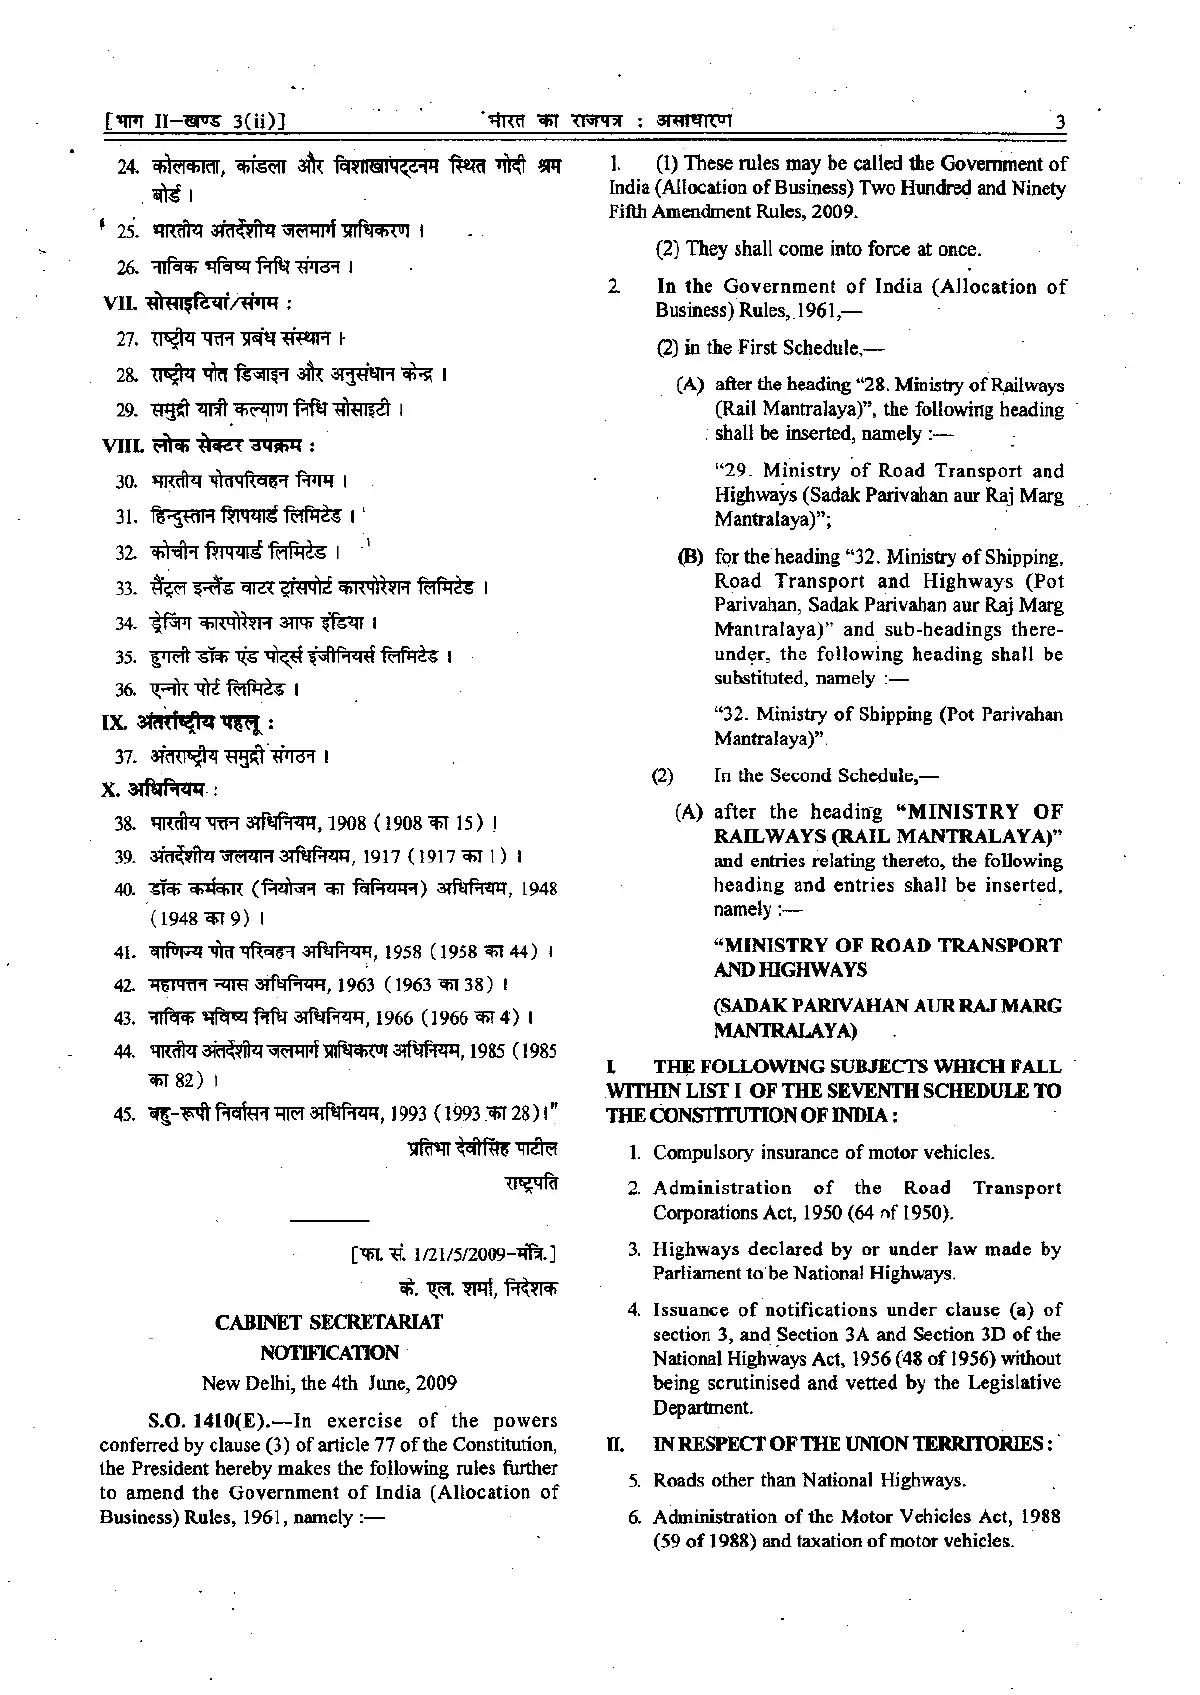 [भाग II—खण्ड 3(ii)]
भारत का राजपत्र : असाधारण
3
24. कोलकाता, कांडला और विशाखापट्टनम स्थित गोदी श्रम
बोर्ड ।
25. भारतीय अंतर्देशीय जलमार्ग प्राधिकरण ।
26. नाविक भविष्य निधि संगठन ।
VII. सोसाइटियां/संगम :
27. राष्ट्रीय पत्तन प्रबंध संस्थान ।
28. राष्ट्रीय पोत डिजाइन और अनुसंधान केन्द्र ।
29. समुद्री यात्री कल्याण निधि सोसाइटी ।
VIII. लोक सेक्टर उपक्रम :
30. भारतीय पोतपरिवहन निगम ।
31. हिन्दुस्तान शिपयार्ड लिमिटेड ।
32. कोचीन शिपयार्ड लिमिटेड ।
33. सैंट्रल इन्लैंड वाटर ट्रांसपोर्ट कारपोरेशन लिमिटेड ।
34. ड्रेजिंग कारपोरेशन आफ इंडिया ।
35. हुगली डॉक एंड पोर्ट्स इंजीनियर्स लिमिटेड ।
36. एन्नोर पोर्ट लिमिटेड ।
IX. अंतर्राष्ट्रीय पहलू :
37. अंतराष्ट्रीय समुद्री संगठन ।
X. अधिनियम :
38. भारतीय पत्तन अधिनियम, 1908 (1908 का 15) ।
39. अंतर्देशीय जलयान अधिनियम, 1917 (1917 का 1) ।
40. डॉक कर्मकार (नियोजन का विनियमन) अधिनियम, 1948
(1948 का 9) ।
41. वाणिज्य पोत परिवहन अधिनियम, 1958 (1958 का 44) ।
42. महापत्तन न्यास अधिनियम, 1963 (1963 का 38) ।
43. नाविक भविष्य निधि अधिनियम, 1966 (1966 का 4) ।
44. भारतीय अंतर्देशीय जलमार्ग प्राधिकरण अधिनियम, 1985 (1985
का 82) ।
45. बहु-रूपी निर्वासन माल अधिनियम, 1993 (1993 का 28)।"
प्रतिभा देवीसिंह पाटील
राष्ट्रपति
[फा. सं. 1/21/5/2009-मंत्रि.]
के. एल. शर्मा, निदेशक
CABINET SECRETARIAT
NOTIFICATION
New Delhi, the 4th June, 2009
S.O. 1410(E).—In exercise of the powers
conferred by clause (3) of article 77 of the Constitution,
the President hereby makes the following rules further
to amend the Government of India (Allocation of
Business) Rules, 1961, namely :—
1. (1) These rules may be called the Government of
India (Allocation of Business) Two Hundred and Ninety
Fifth Amendment Rules, 2009.
(2) They shall come into force at once.
2. In the Government of India (Allocation of
Business) Rules, 1961,—
(2) in the First Schedule,—
(A) after the heading “28. Ministry of Railways
(Rail Mantralaya)”, the following heading
shall be inserted, namely :—
“29. Ministry of Road Transport and
Highways (Sadak Parivahan aur Raj Marg
Mantralaya)”;
(B) for the heading “32. Ministry of Shipping,
Road Transport and Highways (Pot
Parivahan, Sadak Parivahan aur Raj Marg
Mantralaya)” and sub-headings there-
under, the following heading shall be
substituted, namely :—
“32. Ministry of Shipping (Pot Parivahan
Mantralaya)”.
(2) In the Second Schedule,—
(A) after the heading “MINISTRY OF
RAILWAYS (RAIL MANTRALAYA)”
and entries relating thereto, the following
heading and entries shall be inserted,
namely :—
“MINISTRY OF ROAD TRANSPORT
AND HIGHWAYS
(SADAK PARIVAHAN AUR RAJ MARG
MANTRALAYA)
I. THE FOLLOWING SUBJECTS WHICH FALL
WITHIN LIST I OF THE SEVENTH SCHEDULE TO
THE CONSTITUTION OF INDIA :
1. Compulsory insurance of motor vehicles.
2. Administration of the Road Transport
Corporations Act, 1950 (64 of 1950).
3. Highways declared by or under law made by
Parliament to be National Highways.
4. Issuance of notifications under clause (a) of
section 3, and Section 3A and Section 3D of the
National Highways Act, 1956 (48 of 1956) without
being scrutinised and vetted by the Legislative
Department.
II. IN RESPECT OF THE UNION TERRITORIES :
5. Roads other than National Highways.
6. Administration of the Motor Vehicles Act, 1988
(59 of 1988) and taxation of motor vehicles.